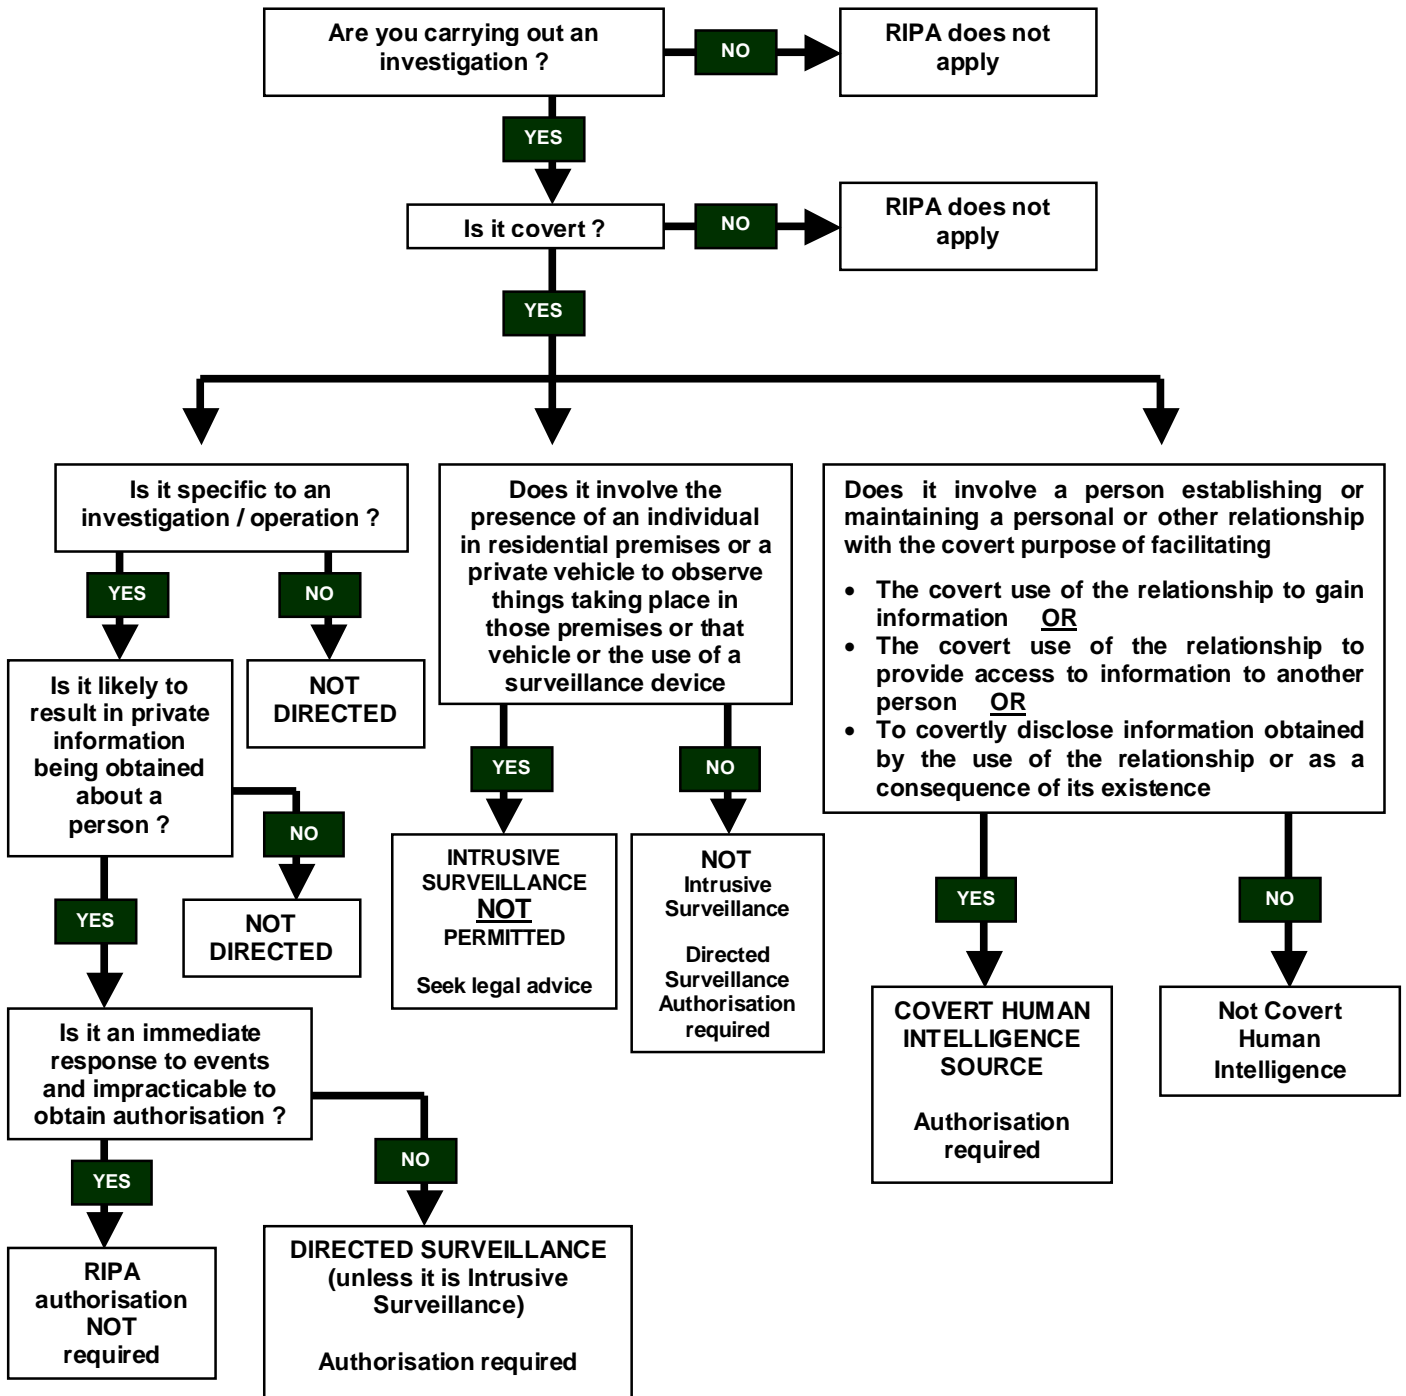 Are you carrying out an
investigation ?
NO
RIPA does not
apply
YES
Is it covert ?
NO
RIPA does not
apply
YES
Is it specific to an
investigation / operation ?
YES
NO
NOT
DIRECTED
Is it likely to
result in private
information
being obtained
about a
person ?
NO
NOT
DIRECTED
YES
Is it an immediate
response to events
and impracticable to
obtain authorisation ?
YES
NO
RIPA
authorisation
NOT
required
DIRECTED SURVEILLANCE
(unless it is Intrusive
Surveillance)
Authorisation required
Does it involve the
presence of an individual
in residential premises or a
private vehicle to observe
things taking place in
those premises or that
vehicle or the use of a
surveillance device
YES
NO
INTRUSIVE
SURVEILLANCE
NOT
PERMITTED
Seek legal advice
NOT
Intrusive
Surveillance
Directed
Surveillance
Authorisation
required
Does it involve a person establishing or
maintaining a personal or other relationship
with the covert purpose of facilitating
• The covert use of the relationship to gain
information OR
• The covert use of the relationship to
provide access to information to another
person OR
• To covertly disclose information obtained
by the use of the relationship or as a
consequence of its existence
YES
NO
COVERT HUMAN
INTELLIGENCE
SOURCE
Authorisation
required
Not Covert
Human
Intelligence